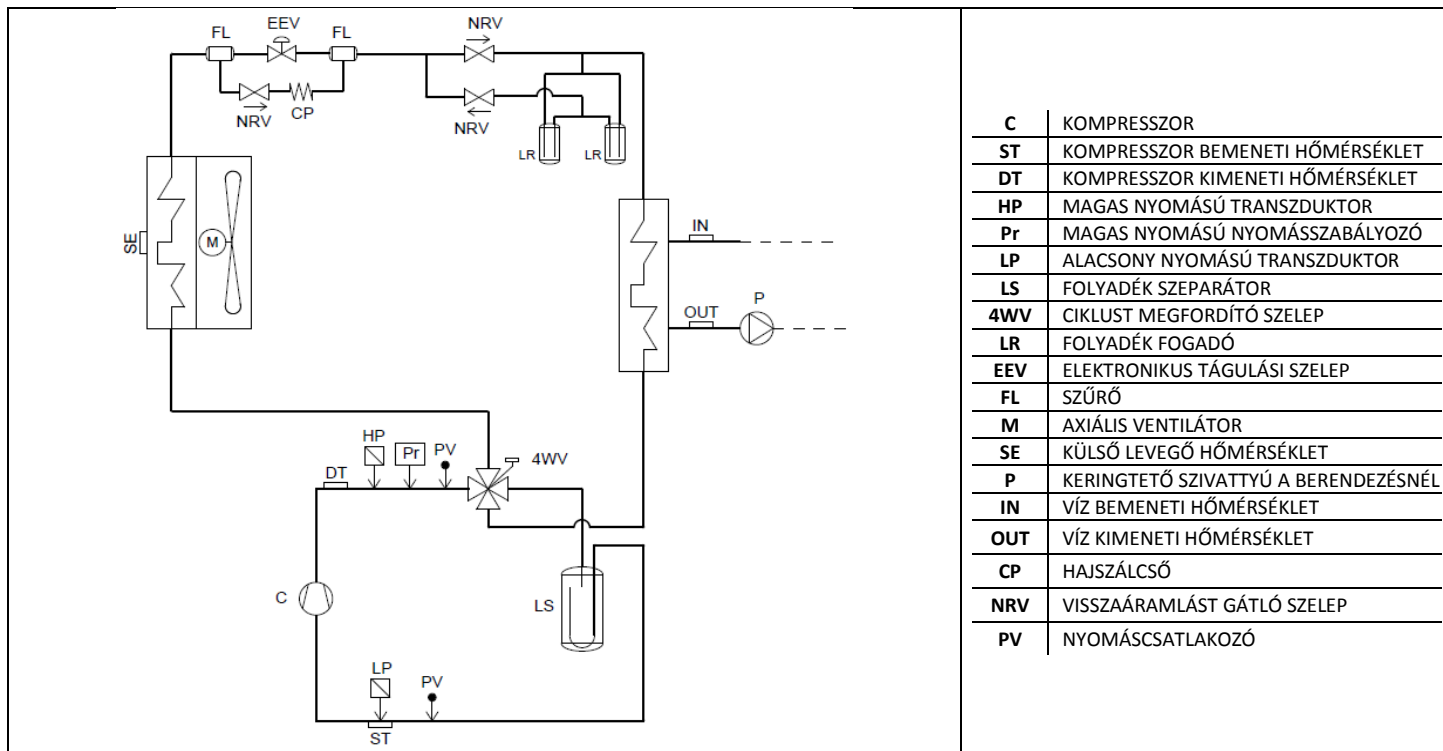 FL
EEV
FL
NRV
NRV
CP
NRV
LR
LR
SE
M
IN
OUT
P
HP
Pr
PV
4WV
DT
C
LS
LP
PV
ST
C KOMPRESSZOR
ST KOMPRESSZOR BEMENETI HŐMÉRSÉKLET
DT KOMPRESSZOR KIMENETI HŐMÉRSÉKLET
HP MAGAS NYOMÁSÚ TRANSZDUKTOR
Pr MAGAS NYOMÁSÚ NYOMÁSSZABÁLYOZÓ
LP ALACSONY NYOMÁSÚ TRANSZDUKTOR
LS FOLYADÉK SZEPARÁTOR
4WV CIKLUST MEGFORDÍTÓ SZELEP
LR FOLYADÉK FOGADÓ
EEV ELEKTRONIKUS TÁGULÁSI SZELEP
FL SZŰRŐ
M AXIÁLIS VENTILÁTOR
SE KÜLSŐ LEVEGŐ HŐMÉRSÉKLET
P KERINGTETŐ SZIVATTYÚ A BERENDEZÉSNÉL
IN VÍZ BEMENETI HŐMÉRSÉKLET
OUT VÍZ KIMENETI HŐMÉRSÉKLET
CP HAJSZÁLCSŐ
NRV VISSZAÁRAMLÁST GÁTLÓ SZELEP
PV NYOMÁSCSATLAKOZÓ